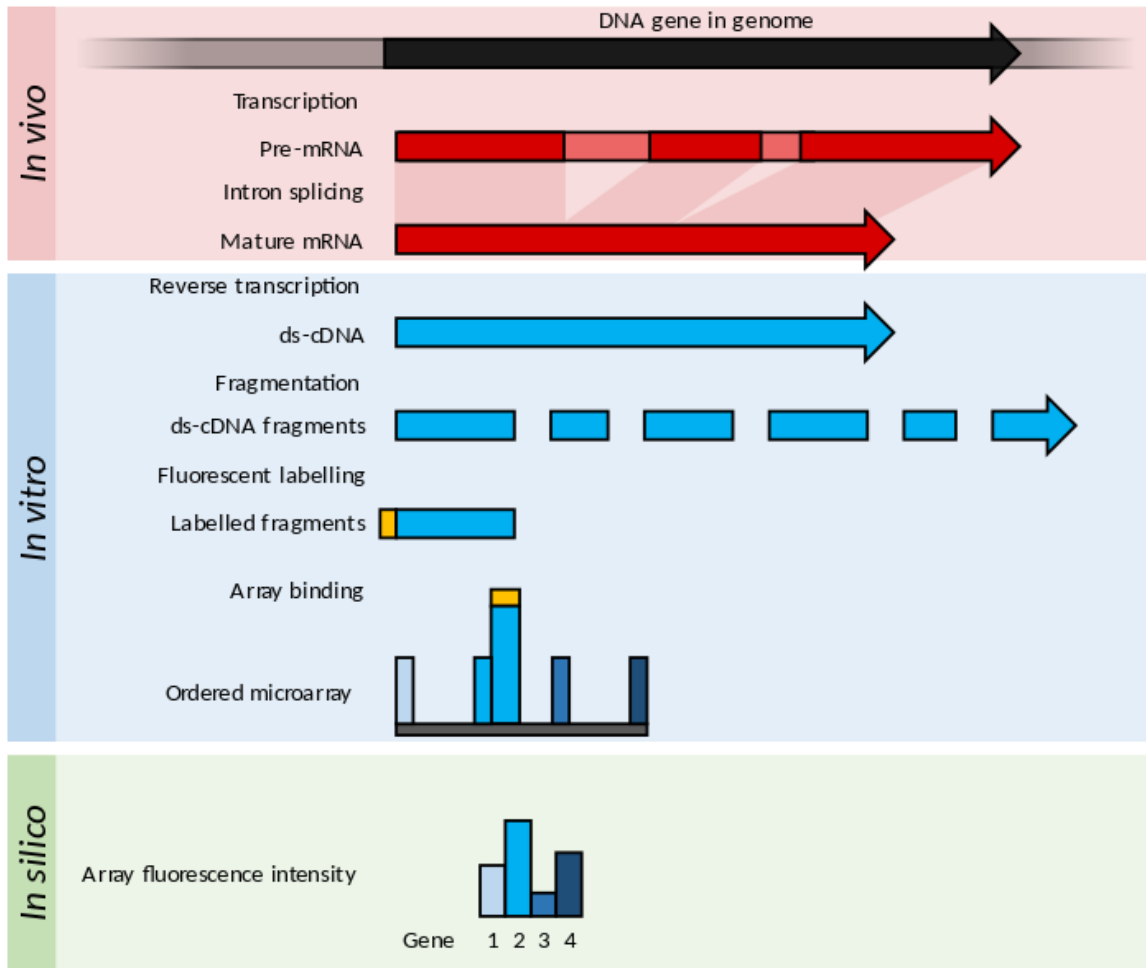 In vivo
DNA gene in genome
Transcription
Pre-mRNA
Intron splicing
Mature mRNA
In vitro
Reverse transcription
ds-cDNA
Fragmentation
ds-cDNA fragments
Fluorescent labelling
Labelled fragments
Array binding
Ordered microarray
In silico
Array fluorescence intensity
Gene 1 2 3 4